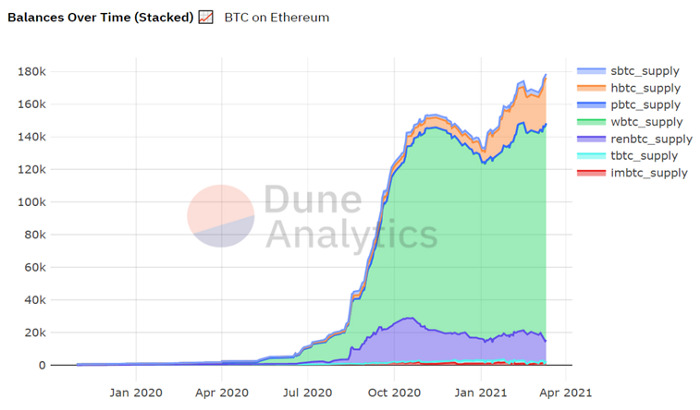 Balances Over Time (Stacked) BTC on Ethereum
180k
160k
140k
120k
100k
80k
60k
40k
20k
0
Jan 2020 Apr 2020 Jul 2020 Oct 2020 Jan 2021 Apr 2021
sbtc_supply
hbtc_supply
pbtc_supply
wbtc_supply
renbtc_supply
tbtc_supply
imbtc_supply
Dune
Analytics